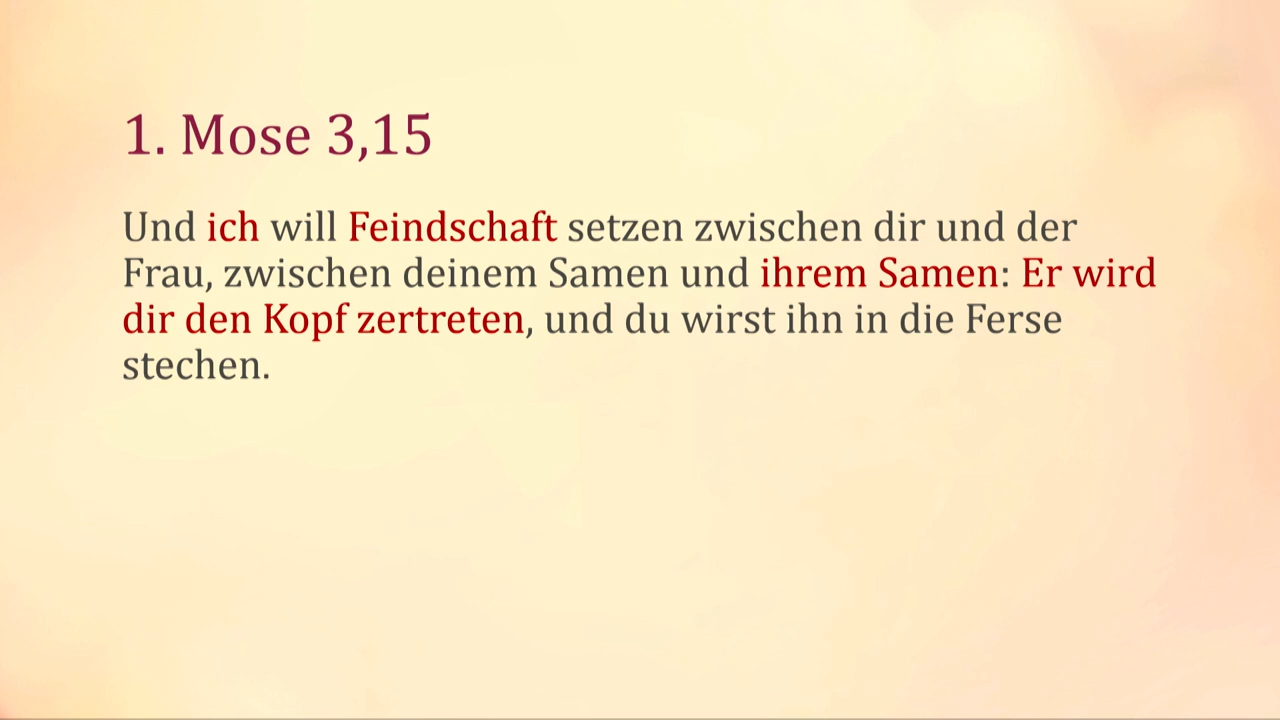 1. Mose 3,15
Und ich will Feindschaft setzen zwischen dir und der
Frau, zwischen deinem Samen und ihrem Samen: Er wird
dir den Kopf zertreten, und du wirst ihn in die Ferse
stechen.